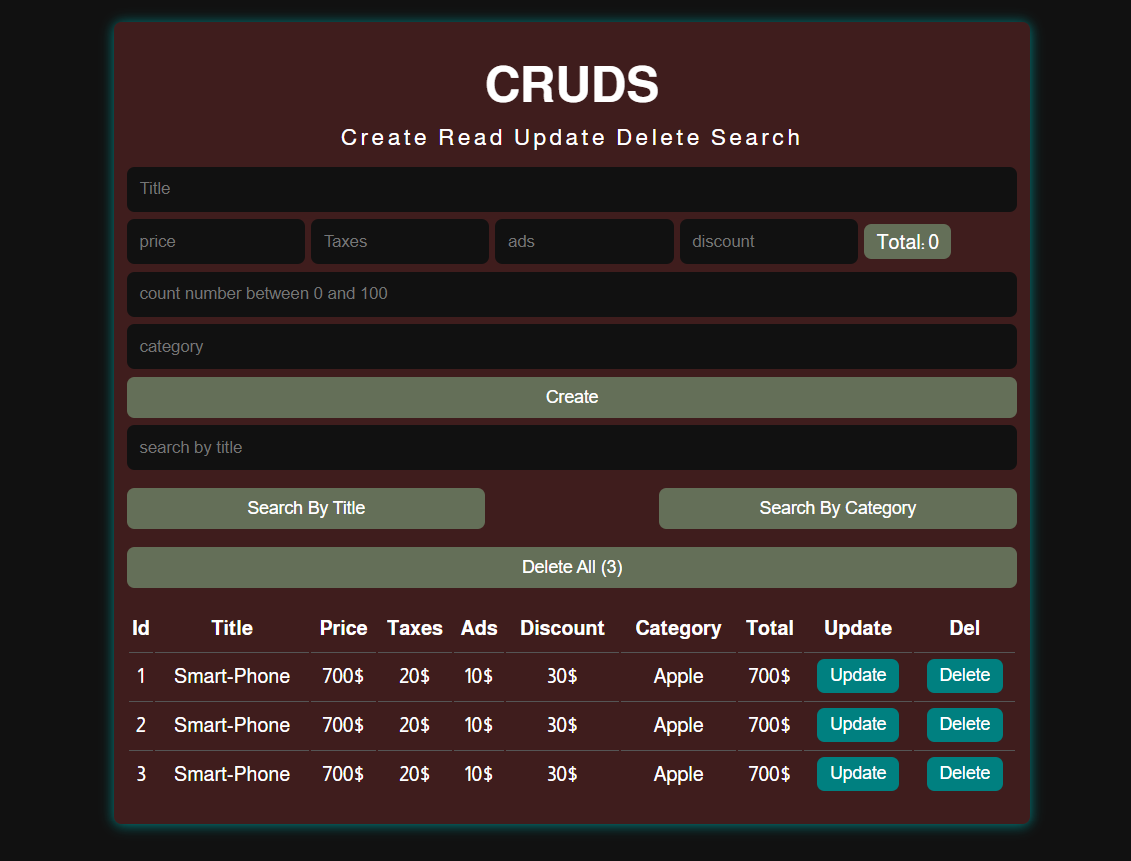 CRUDS
Create Read Update Delete Search
Title
price Taxes ads discount Total: 0
count number between 0 and 100
category
Create
search by title
Search By Title Search By Category
Delete All (3)
Id Title Price Taxes Ads Discount Category Total Update Del
1 Smart-Phone 700$ 20$ 10$ 30$ Apple 700$ Update Delete
2 Smart-Phone 700$ 20$ 10$ 30$ Apple 700$ Update Delete
3 Smart-Phone 700$ 20$ 10$ 30$ Apple 700$ Update Delete